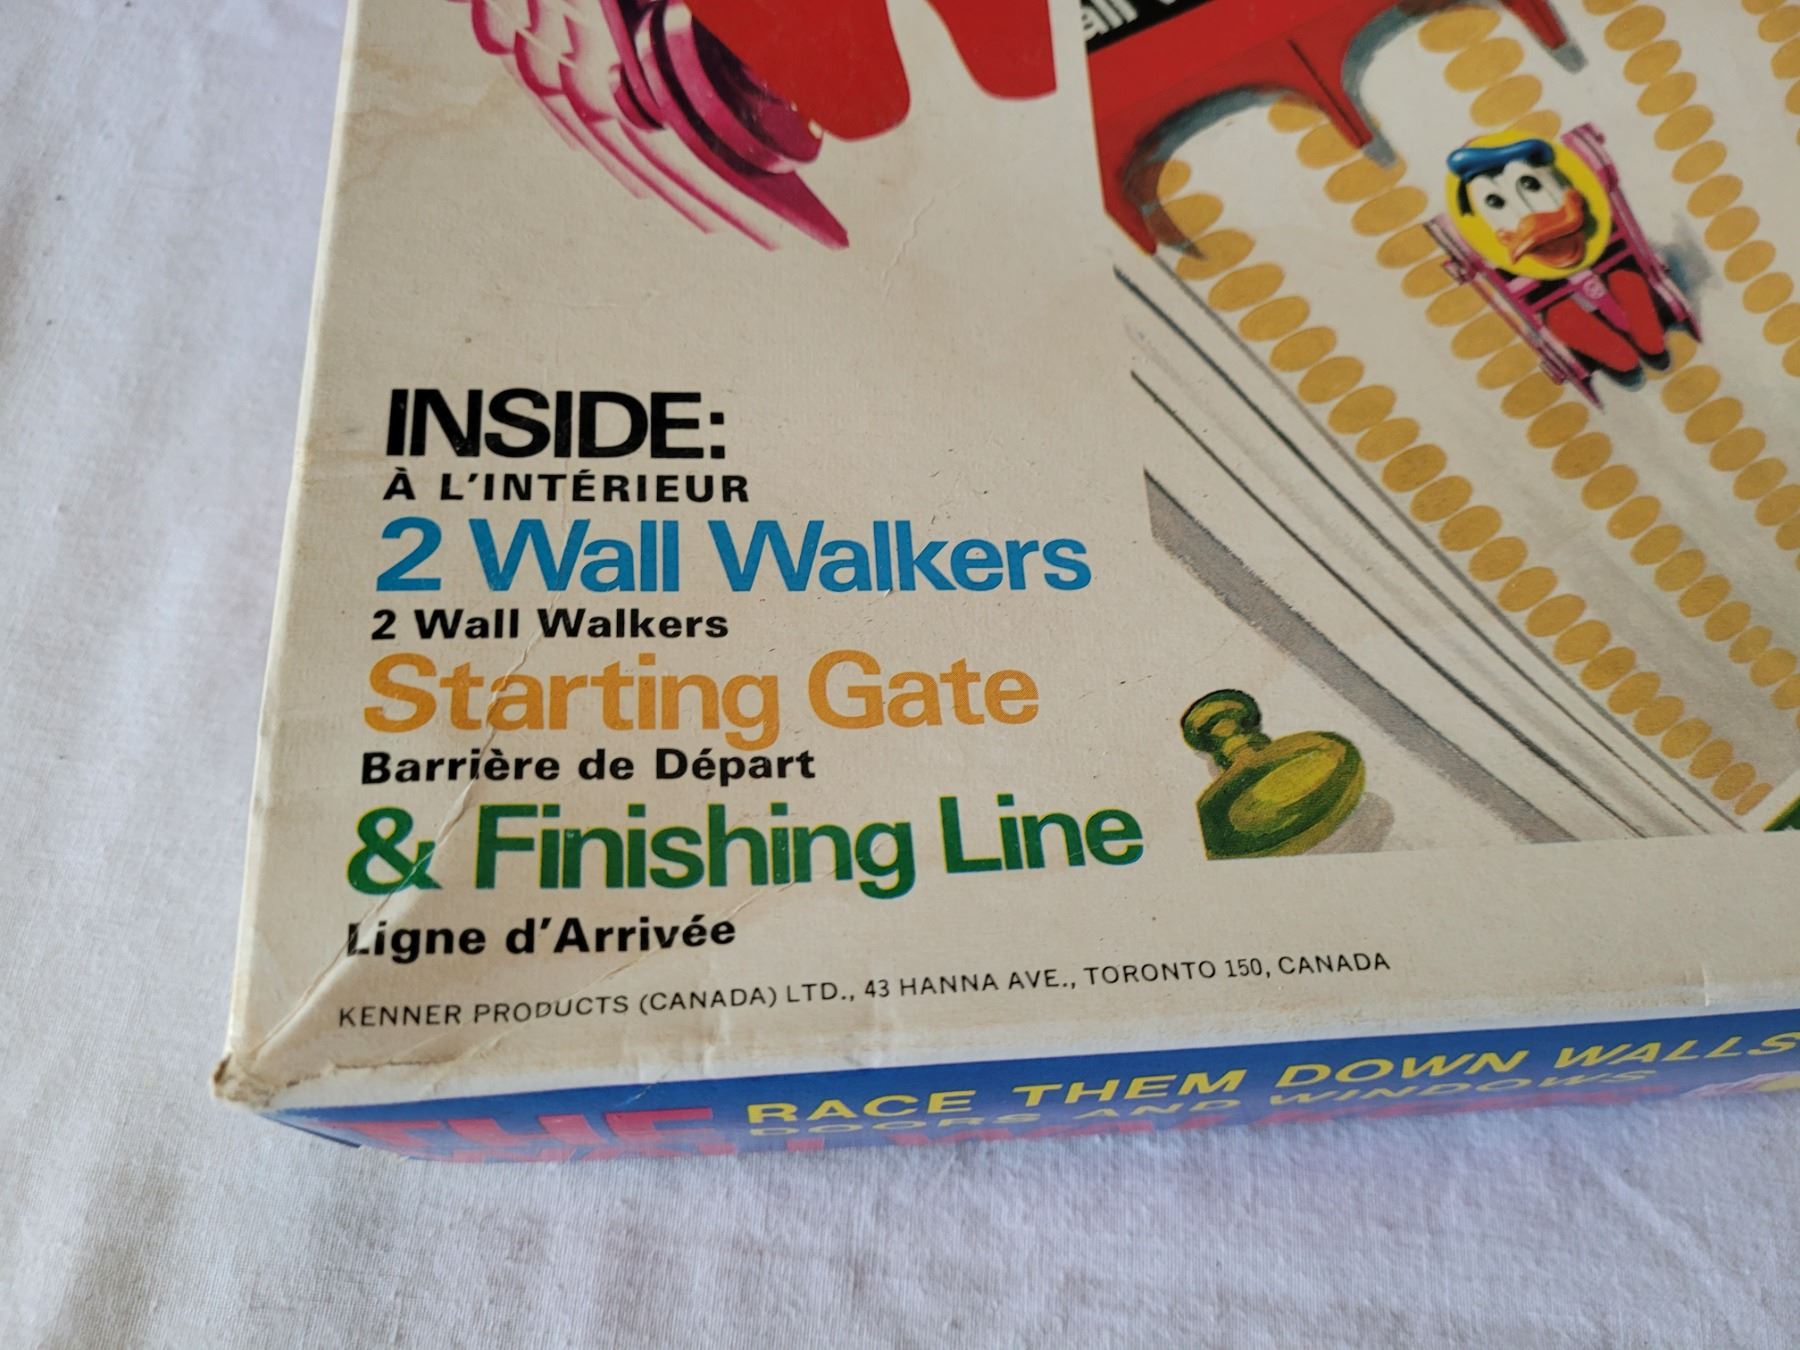 INSIDE:
À L'INTÉRIEUR
2 Wall Walkers
2 Wall Walkers
Starting Gate
Barrière de Départ
& Finishing Line
Ligne d'Arrivée
KENNER PRODUCTS (CANADA) LTD., 43 HANNA AVE., TORONTO 150, CANADA
THE
RACE THEM DOWN WALLS
DOORS AND WINDOWS